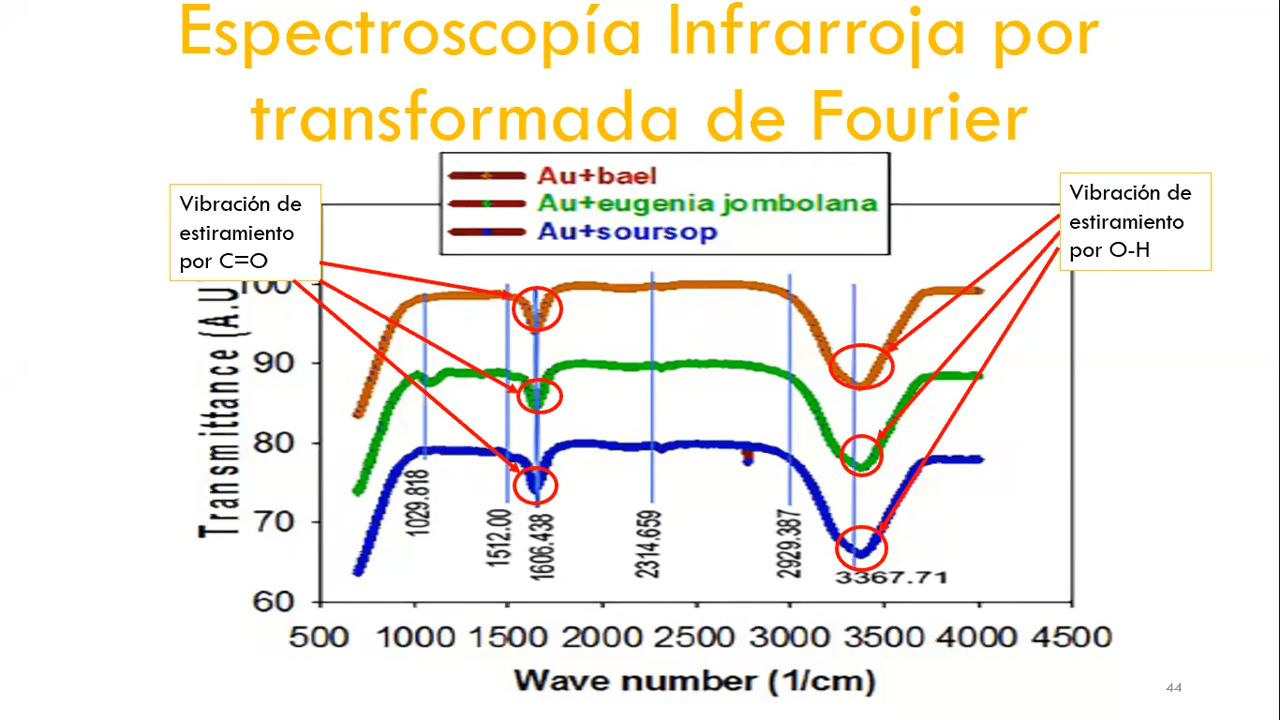 Espectroscopía Infrarroja por
transformada de Fourier
Au+bael
Au+eugenia jombolana
Au+soursop
Vibración de
estiramiento
por C=O
Vibración de
estiramiento
por O-H
Transmittance (A.U
100
90
80
70
60
1029.818
1512.00
1606.438
2314.659
2929.387
3367.71
500 1000 1500 2000 2500 3000 3500 4000 4500
Wave number (1/cm)
44